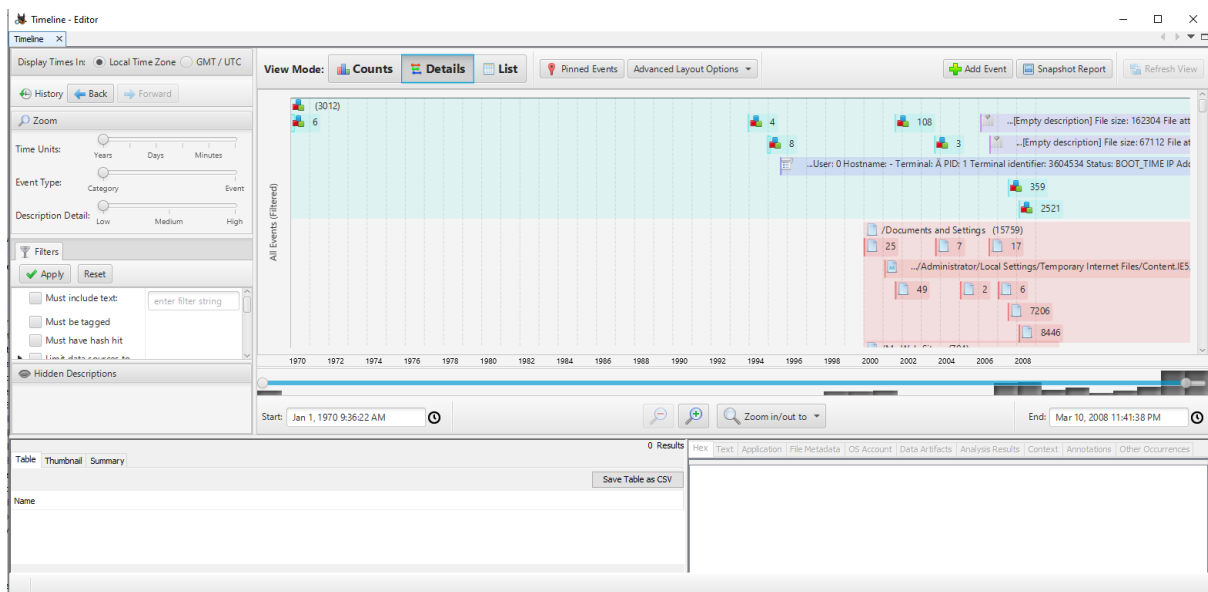 Timeline - Editor
Timeline X
Display Times In: Local Time Zone GMT / UTC
History Back Forward
Zoom
Time Units:
Years Days Minutes
Event Type:
Category Event
Description Detail:
Low Medium High
Filters
Apply Reset
Must include text: enter filter string
Must be tagged
Must have hash hit
Limit data sources to
Hidden Descriptions
View Mode: Counts Details List Pinned Events Advanced Layout Options Add Event Snapshot Report Refresh View
All Events (Filtered)
(3012)
6 4 108 ...[Empty description] File size: 162304 File att
8 3 ...[Empty description] File size: 67112 File at
...User: 0 Hostname: - Terminal: Â PID: 1 Terminal identifier: 3604534 Status: BOOT_TIME IP Add
359
2521
/Documents and Settings (15759)
25 7 17
.../Administrator/Local Settings/Temporary Internet Files/Content.IE5
49 2 6
7206
8446
1970 1972 1974 1976 1978 1980 1982 1984 1986 1988 1990 1992 1994 1996 1998 2000 2002 2004 2006 2008
Start: Jan 1, 1970 9:36:22 AM Zoom in/out to End: Mar 10, 2008 11:41:38 PM
0 Results
Table Thumbnail Summary
Save Table as CSV
Name
Hex Text Application File Metadata OS Account Data Artifacts Analysis Results Context Annotations Other Occurrences